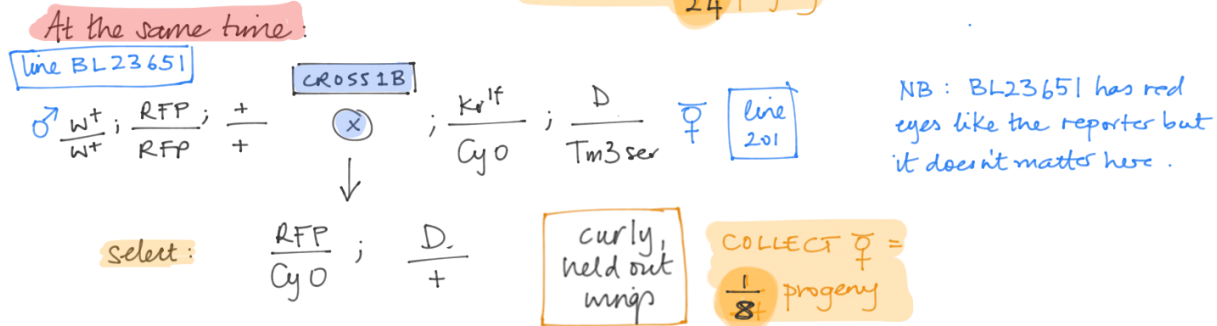 24
At the same time:
line BL23651
CROSS 1B
♂ w+/w+ ; RFP/RFP ; +/+ ⓧ ; Kr^If/CyO ; D/Tm3 ser ♀ line 201
NB : BL23651 has red
eyes like the reporter but
it doesn't matter here.
select: RFP/CyO ; D./+
curly,
held out
wings
COLLECT ♀ =
1/8 progeny